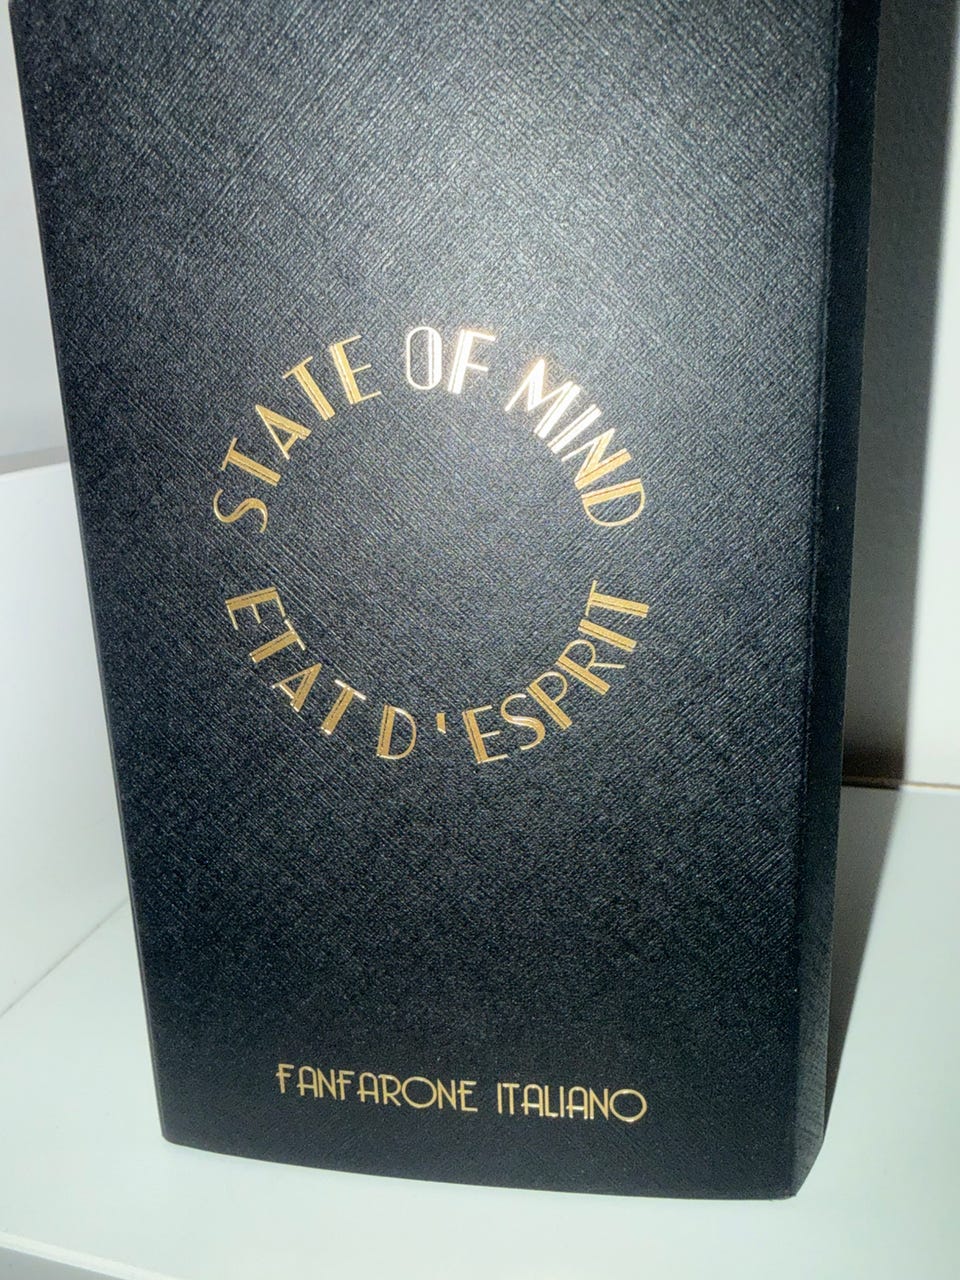 STATE OF MIND
ETAT D'ESPRIT
FANFARONE ITALIANO